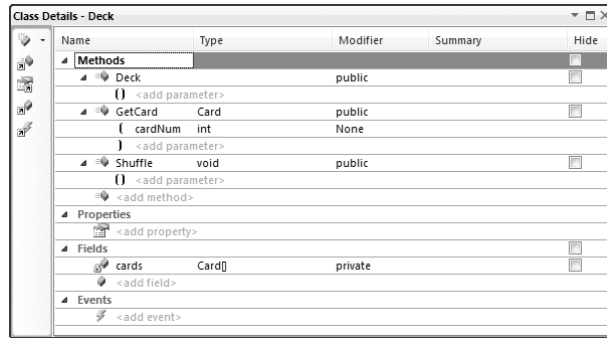 Class Details - Deck
Name Type Modifier Summary Hide
Methods
Deck public
() <add parameter>
GetCard Card public
( cardNum int None
) <add parameter>
Shuffle void public
() <add parameter>
<add method>
Properties
<add property>
Fields
cards Card[] private
<add field>
Events
<add event>